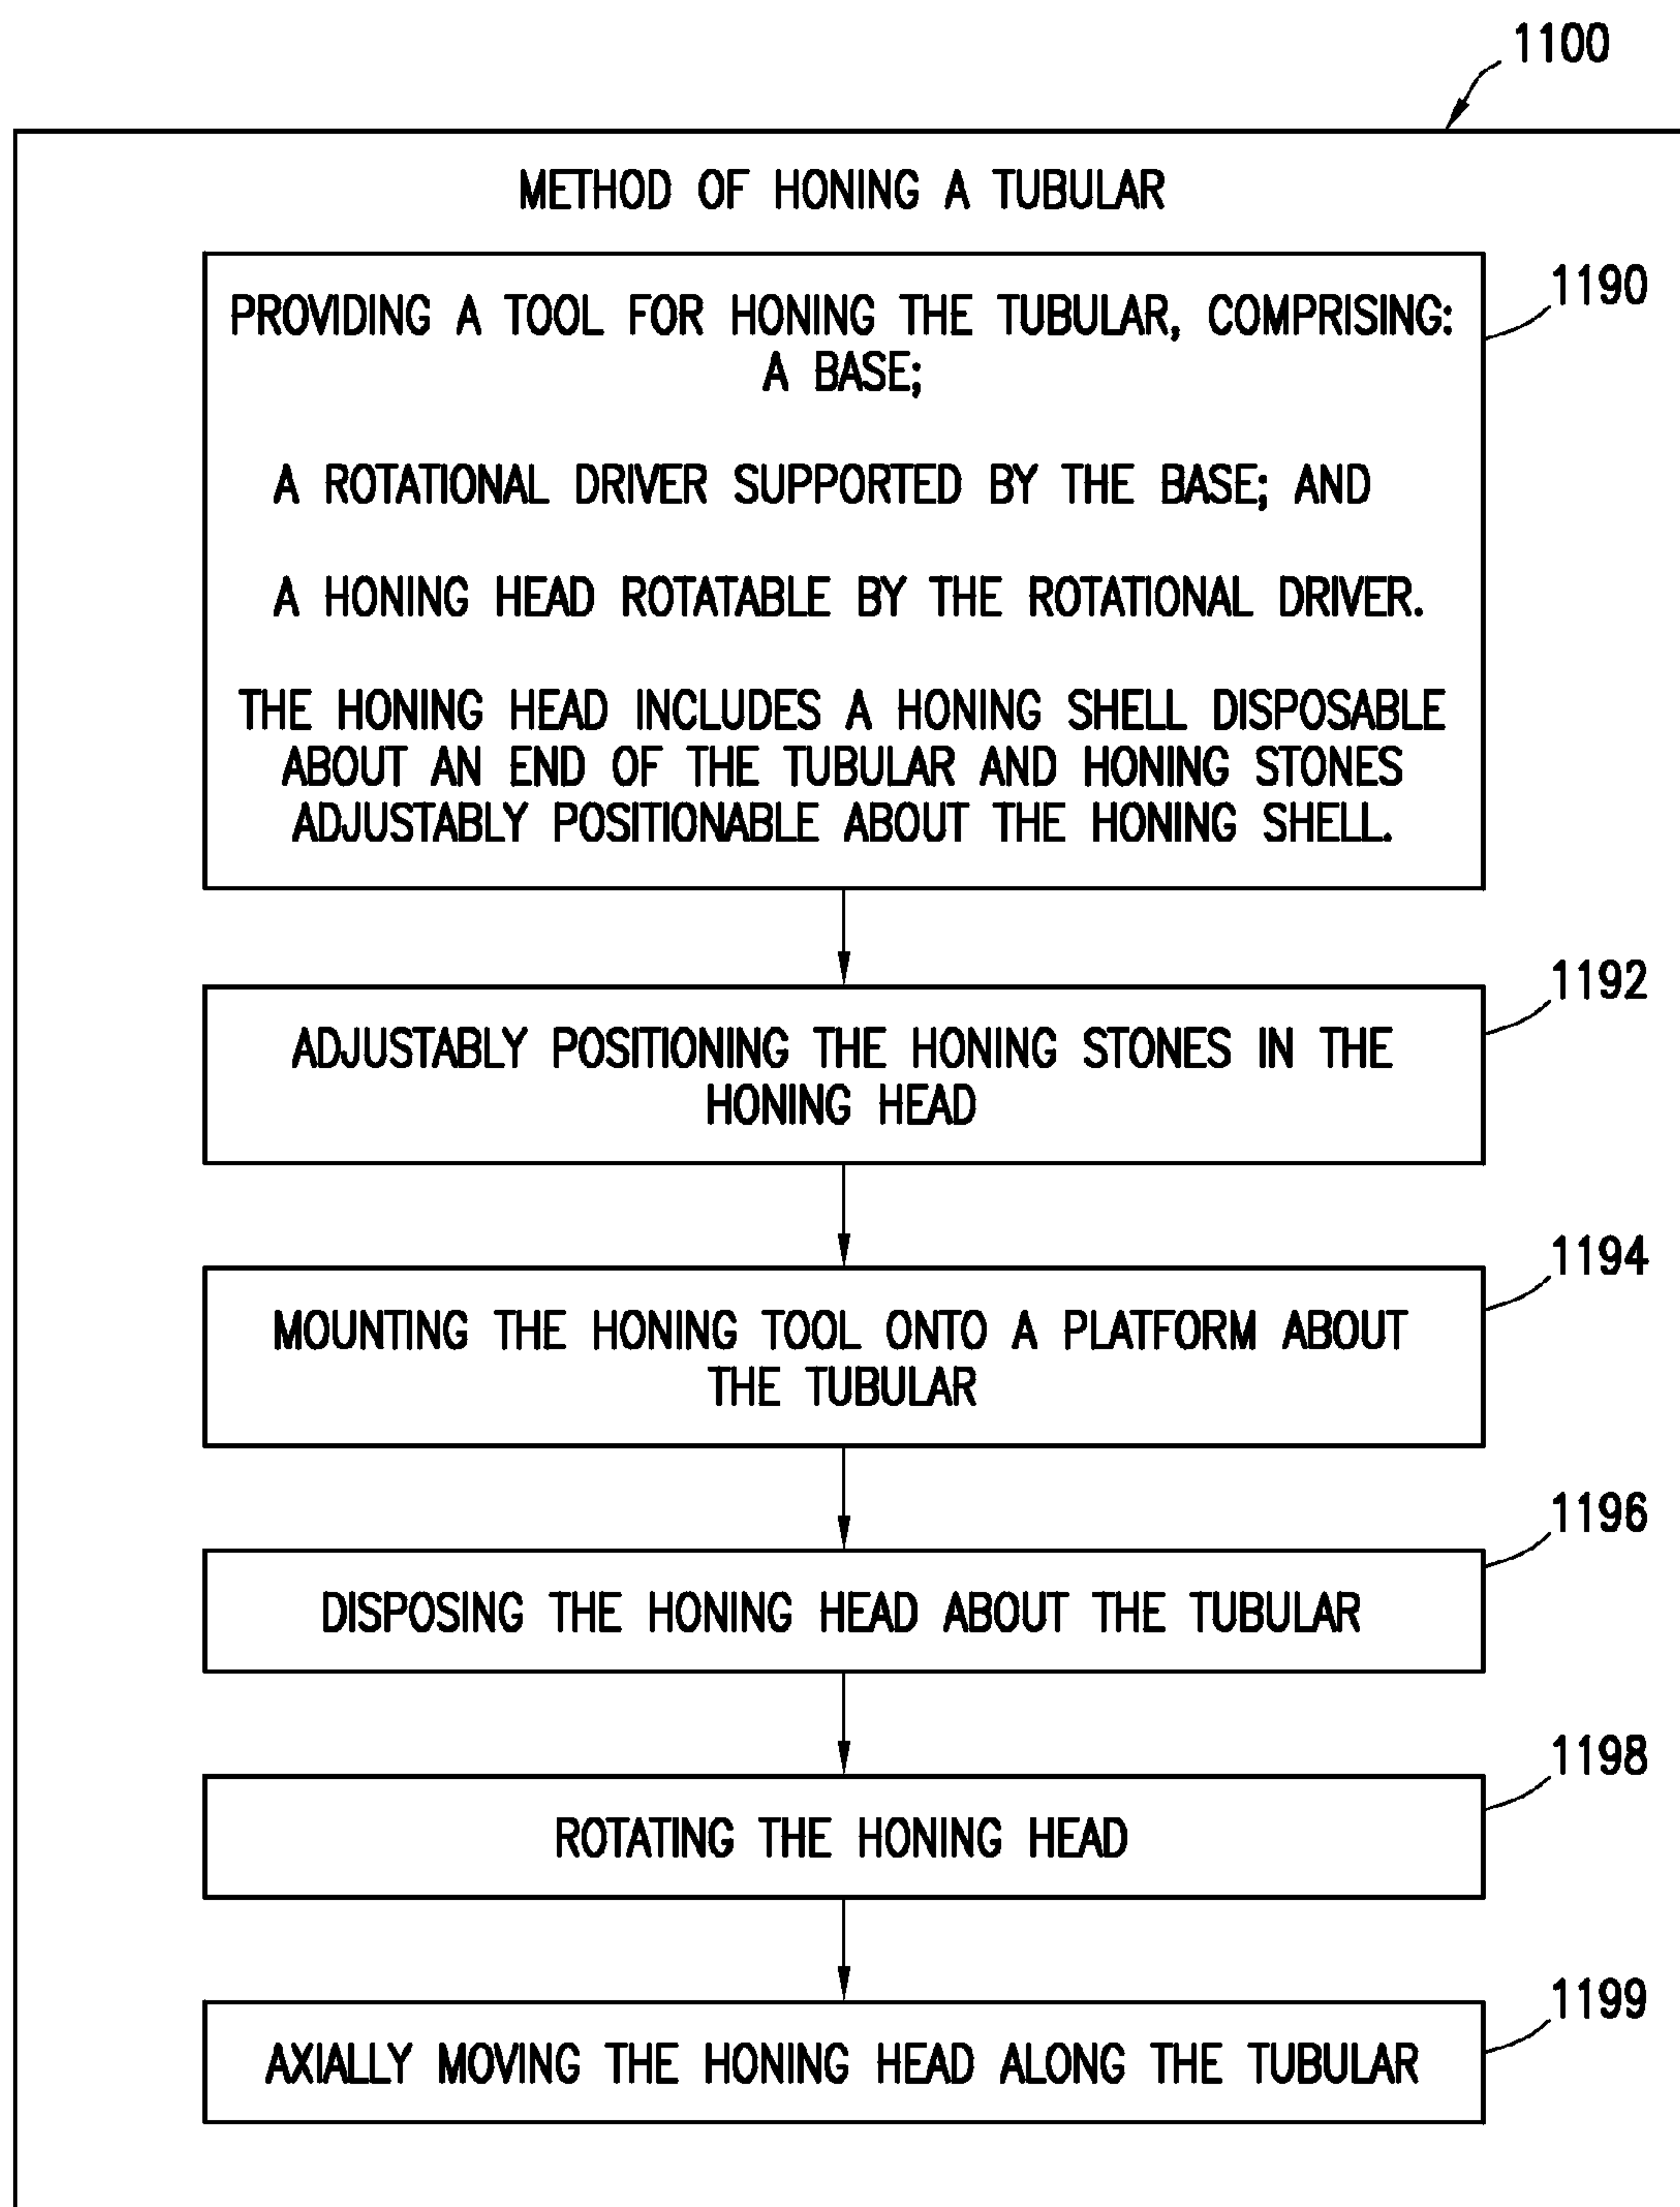 1100
METHOD OF HONING A TUBULAR
1190
PROVIDING A TOOL FOR HONING THE TUBULAR, COMPRISING:
A BASE;
A ROTATIONAL DRIVER SUPPORTED BY THE BASE; AND
A HONING HEAD ROTATABLE BY THE ROTATIONAL DRIVER.
THE HONING HEAD INCLUDES A HONING SHELL DISPOSABLE
ABOUT AN END OF THE TUBULAR AND HONING STONES
ADJUSTABLY POSITIONABLE ABOUT THE HONING SHELL.
1192
ADJUSTABLY POSITIONING THE HONING STONES IN THE
HONING HEAD
1194
MOUNTING THE HONING TOOL ONTO A PLATFORM ABOUT
THE TUBULAR
1196
DISPOSING THE HONING HEAD ABOUT THE TUBULAR
1198
ROTATING THE HONING HEAD
1199
AXIALLY MOVING THE HONING HEAD ALONG THE TUBULAR